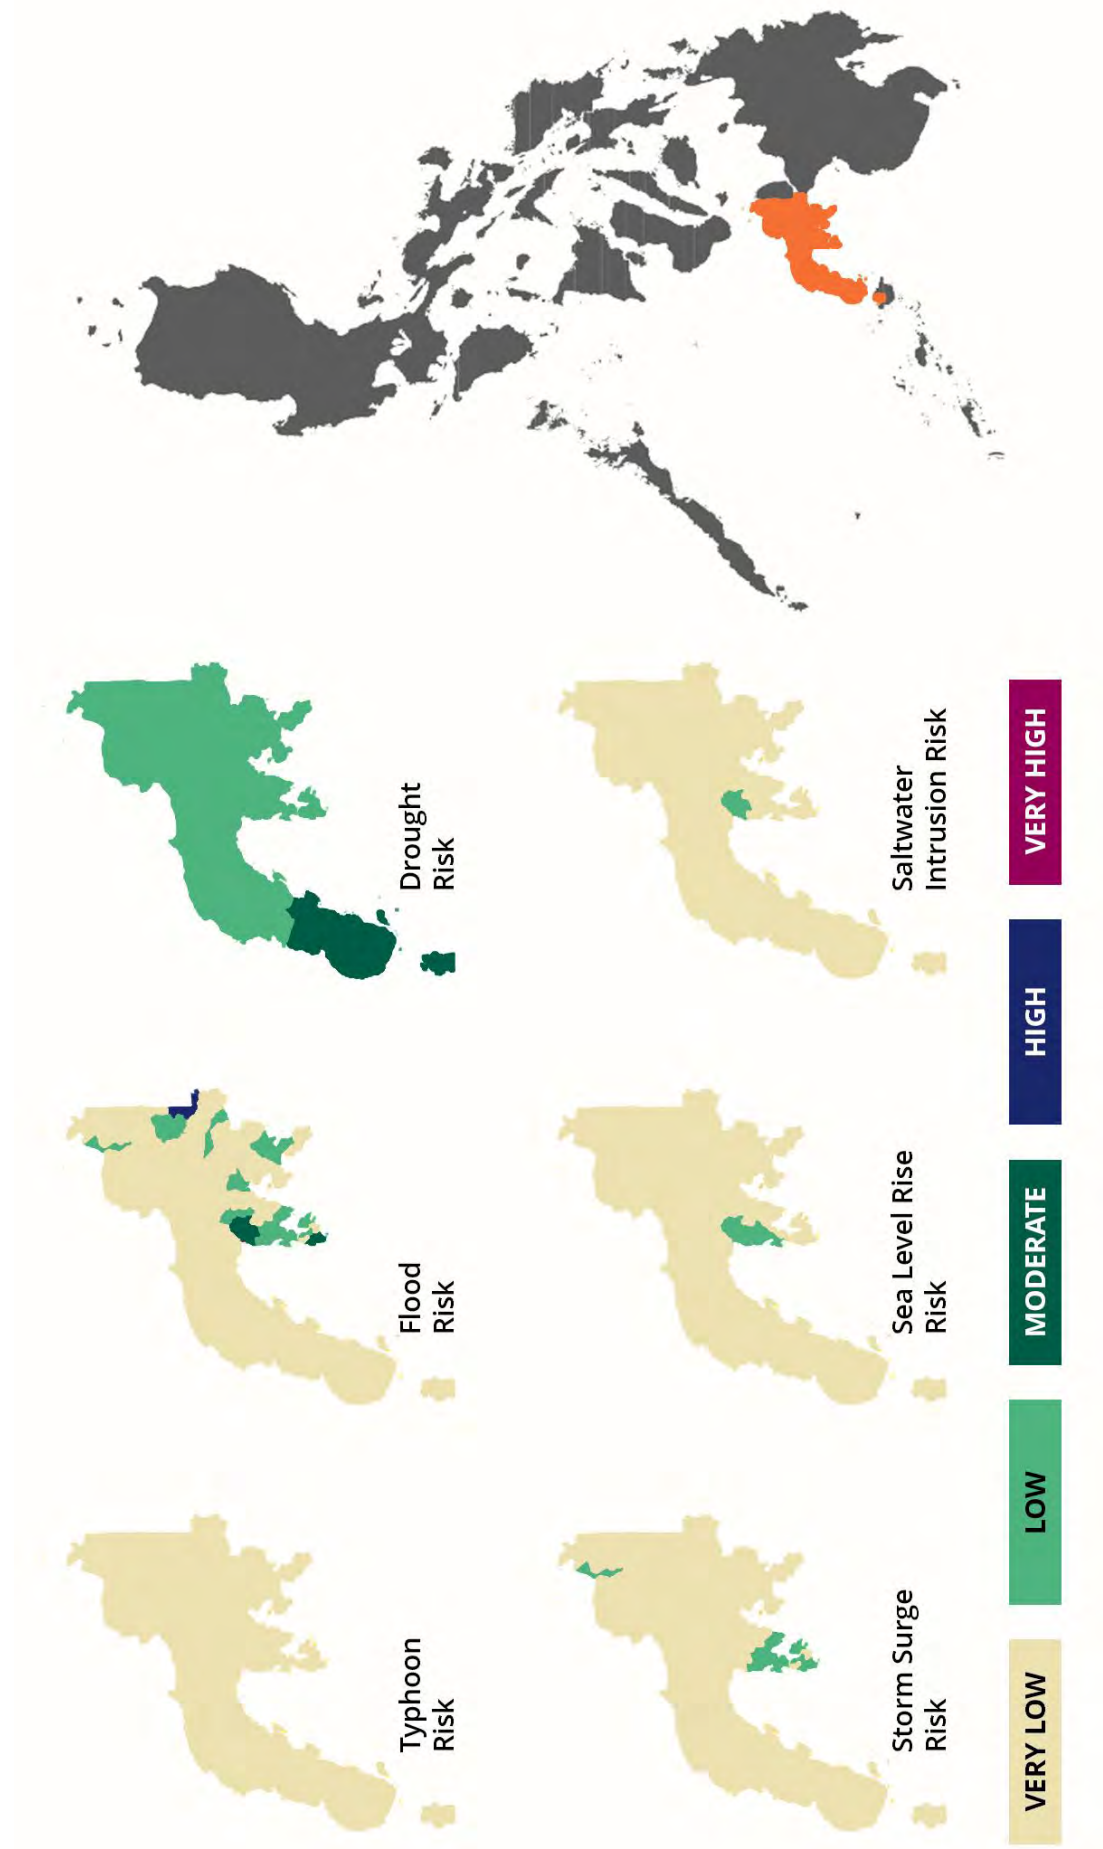 Typhoon
Risk
Flood
Risk
Drought
Risk
Storm Surge
Risk
Sea Level Rise
Risk
Saltwater
Intrusion Risk
VERY LOW
LOW
MODERATE
HIGH
VERY HIGH